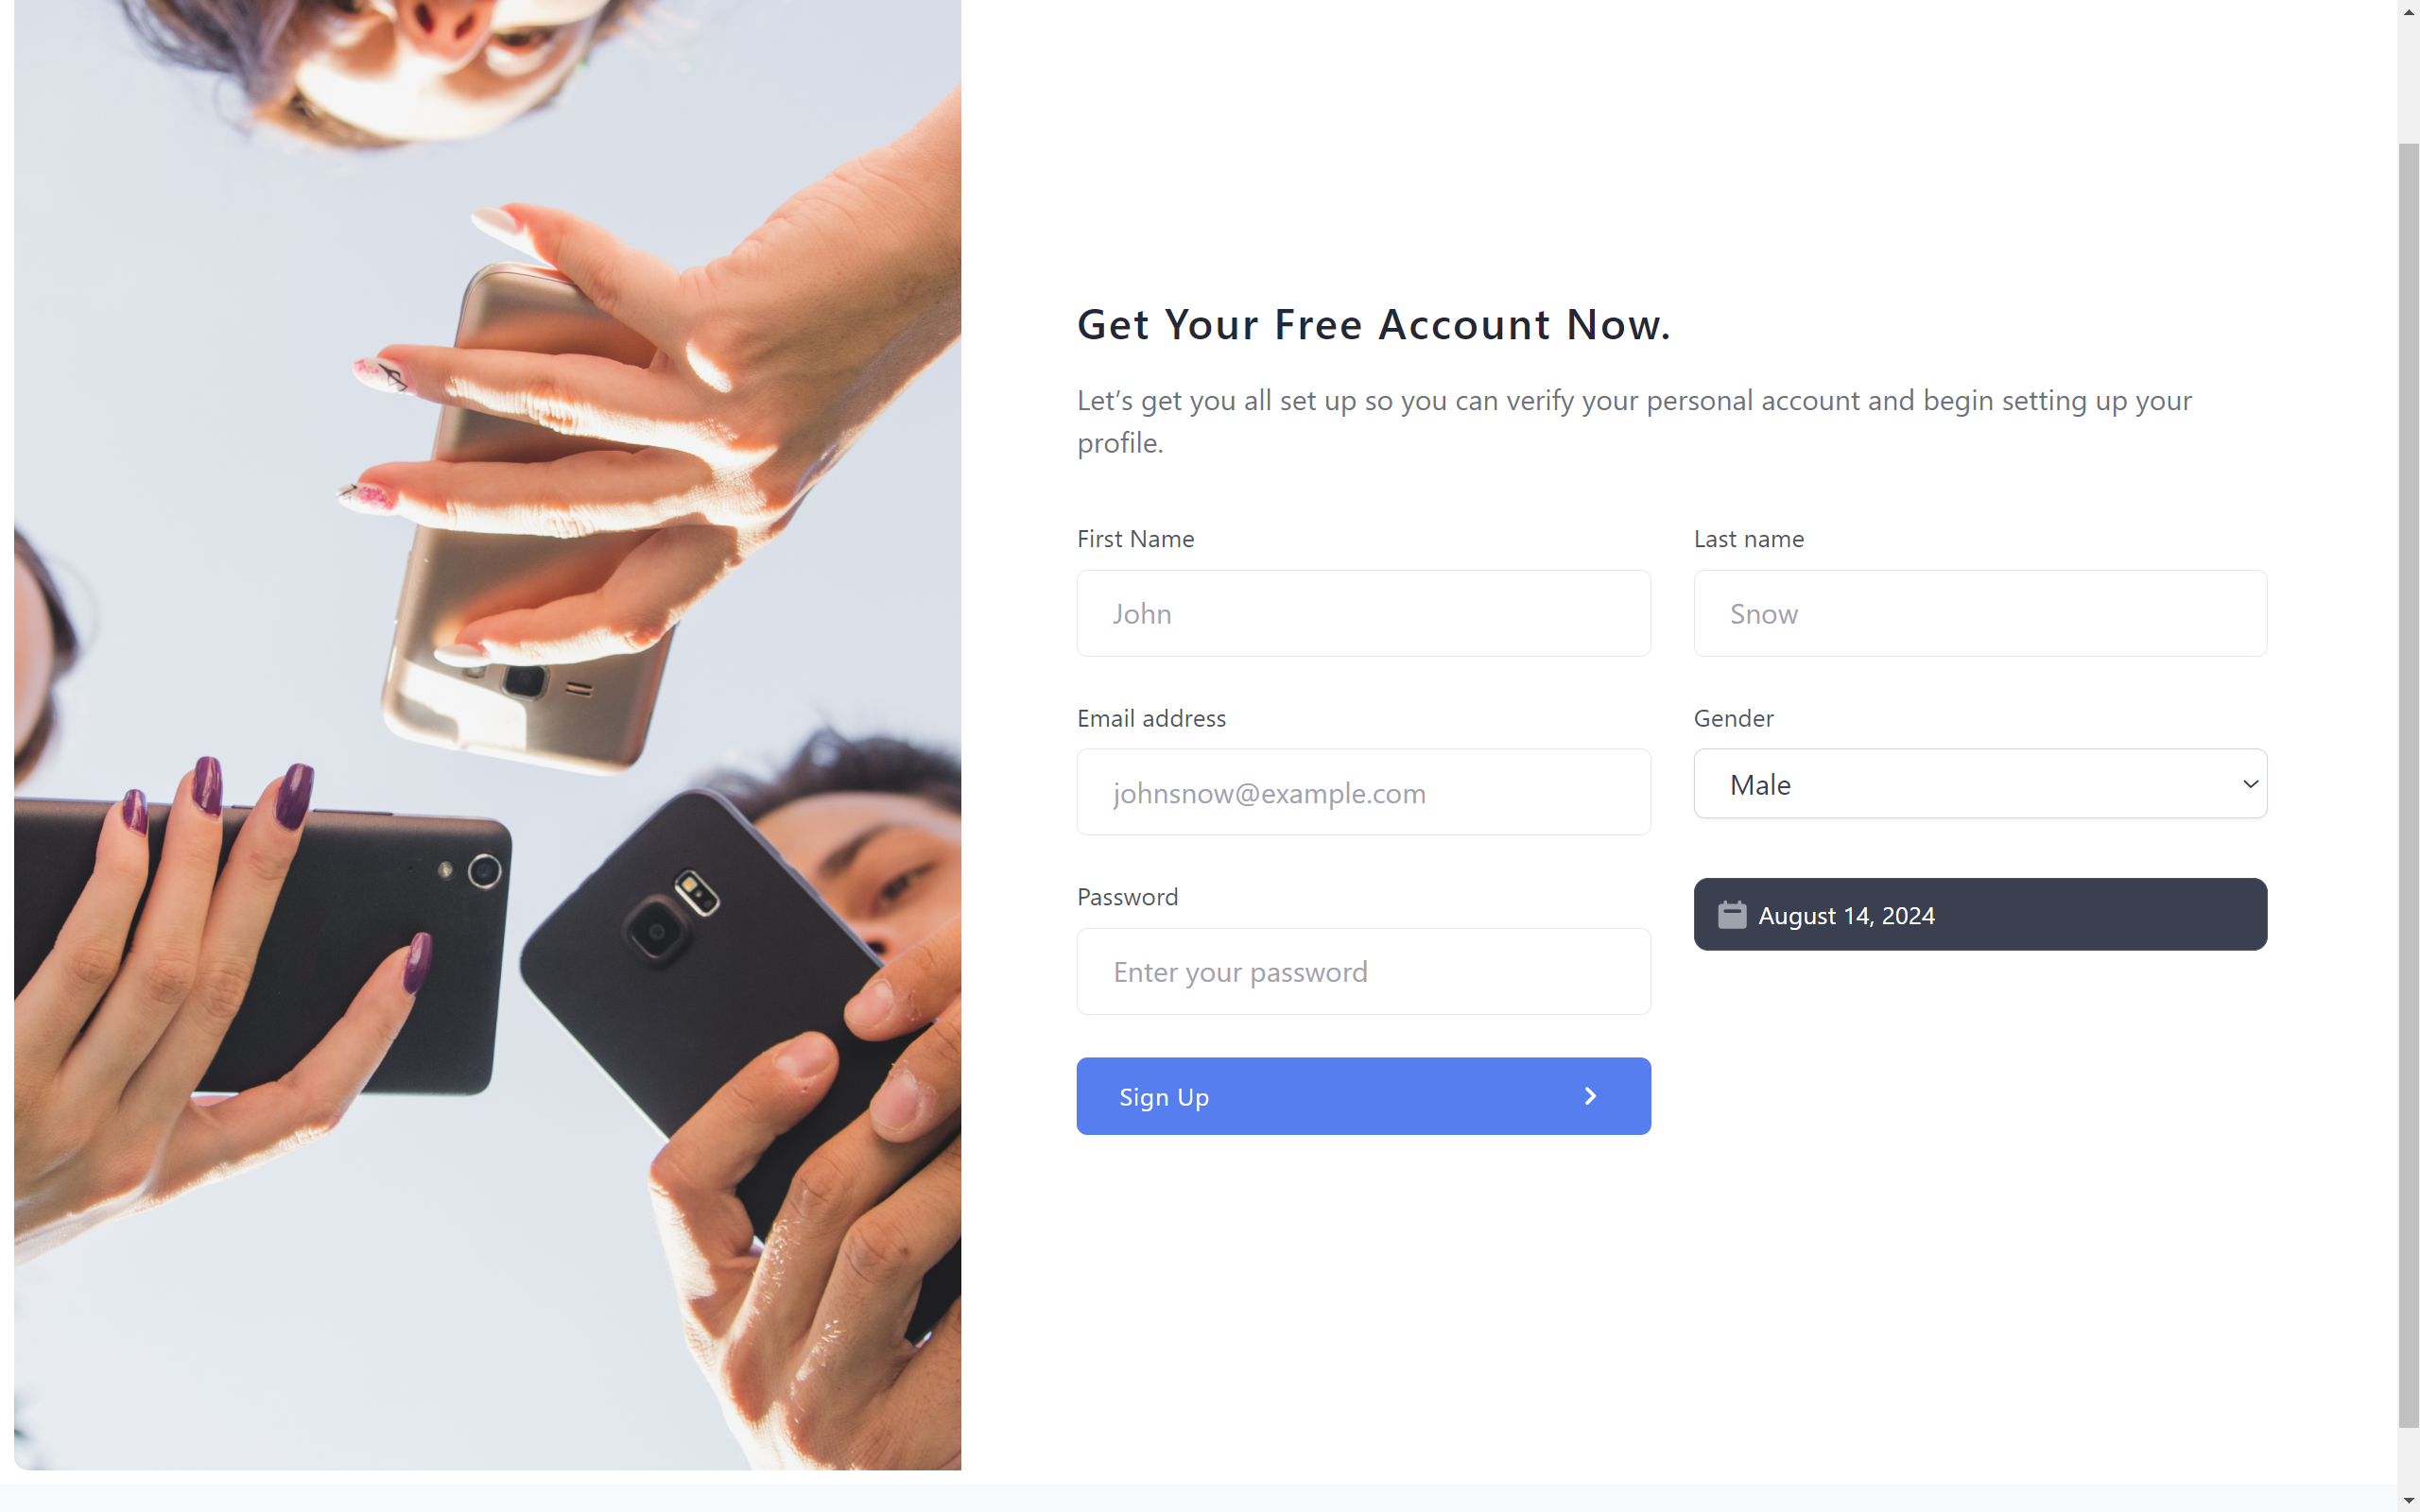 Get Your Free Account Now.
Let’s get you all set up so you can verify your personal account and begin setting up your
profile.
First Name
Last name
John
Snow
Email address
Gender
johnsnow@example.com
Male
Password
August 14, 2024
Enter your password
Sign Up